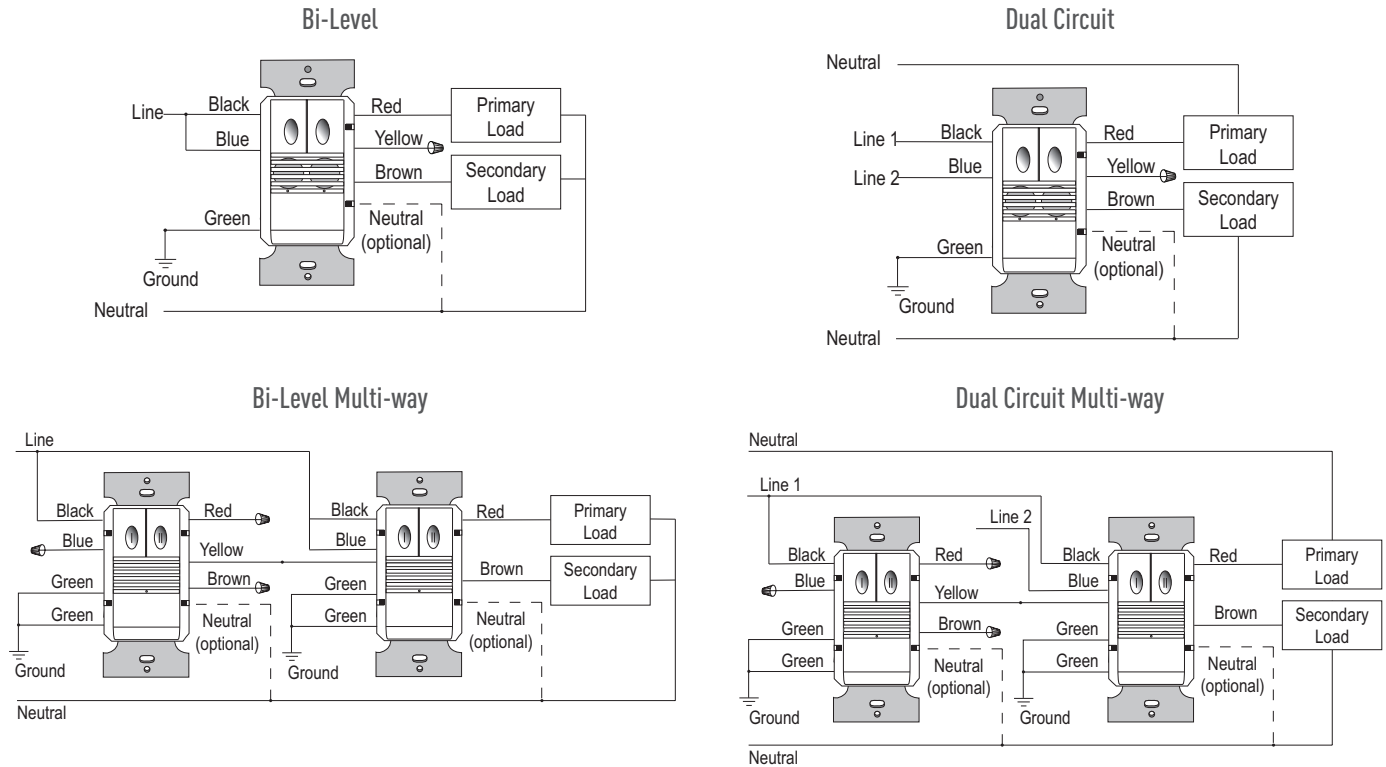 Bi-Level
Line
Black
Blue
Green
Ground
Neutral
Red
Yellow
Brown
Neutral
(optional)
Primary
Load
Secondary
Load
Dual Circuit
Neutral
Line 1
Line 2
Black
Blue
Green
Ground
Neutral
Red
Yellow
Brown
Neutral
(optional)
Primary
Load
Secondary
Load
Bi-Level Multi-way
Line
Black
Blue
Green
Green
Ground
Neutral
I II
Red
Yellow
Brown
Neutral
(optional)
Black
Blue
Green
Green
Ground
I II
Red
Brown
Neutral
(optional)
Primary
Load
Secondary
Load
Dual Circuit Multi-way
Neutral
Line 1
Line 2
Black
Blue
Green
Green
Ground
Neutral
I II
Red
Yellow
Brown
Neutral
(optional)
Black
Blue
Green
Green
Ground
I II
Red
Brown
Neutral
(optional)
Primary
Load
Secondary
Load